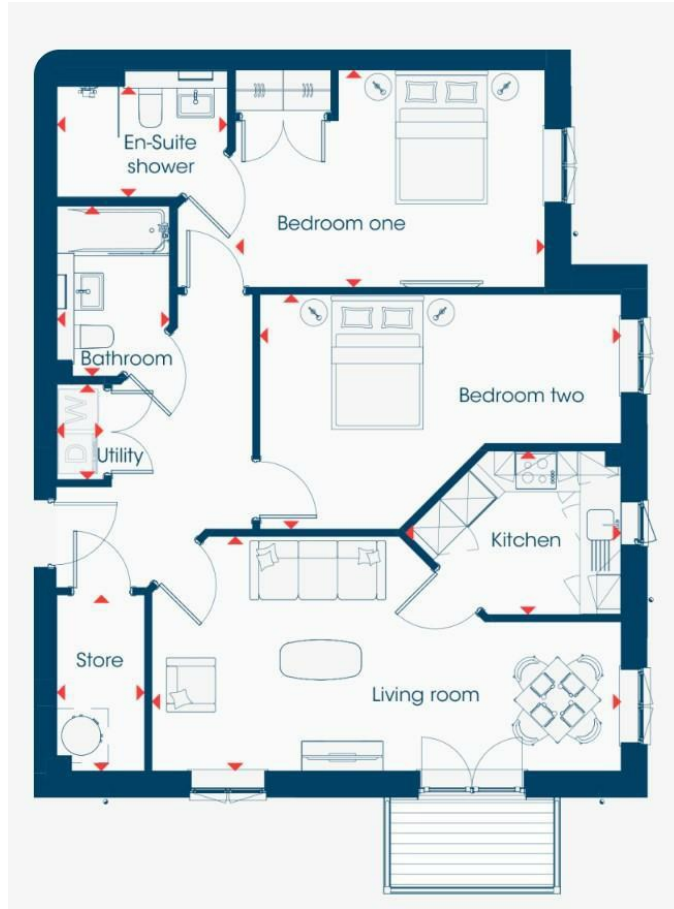 En-Suite
shower
Bedroom one
Bathroom
Bedroom two
W
D
Utility
Kitchen
Store
Living room